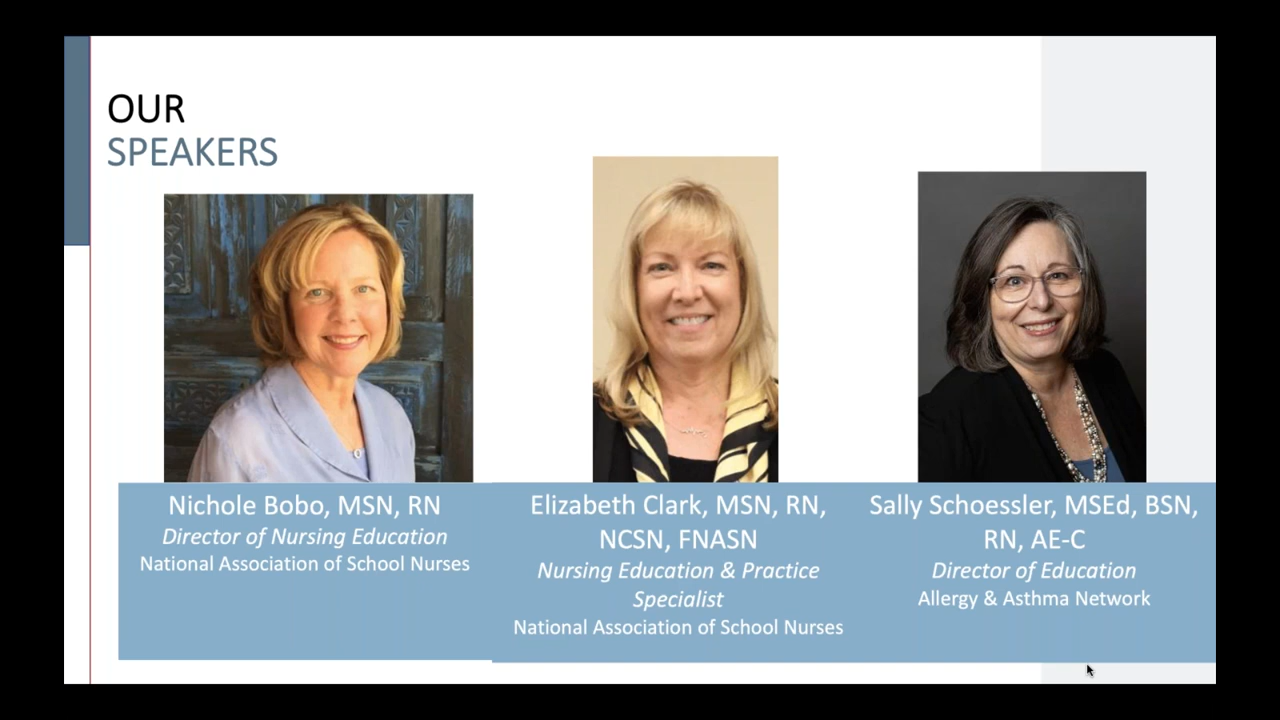 OUR
SPEAKERS
Nichole Bobo, MSN, RN
Director of Nursing Education
National Association of School Nurses
Elizabeth Clark, MSN, RN,
NCSN, FNASN
Nursing Education & Practice
Specialist
National Association of School Nurses
Sally Schoessler, MSEd, BSN,
RN, AE-C
Director of Education
Allergy & Asthma Network